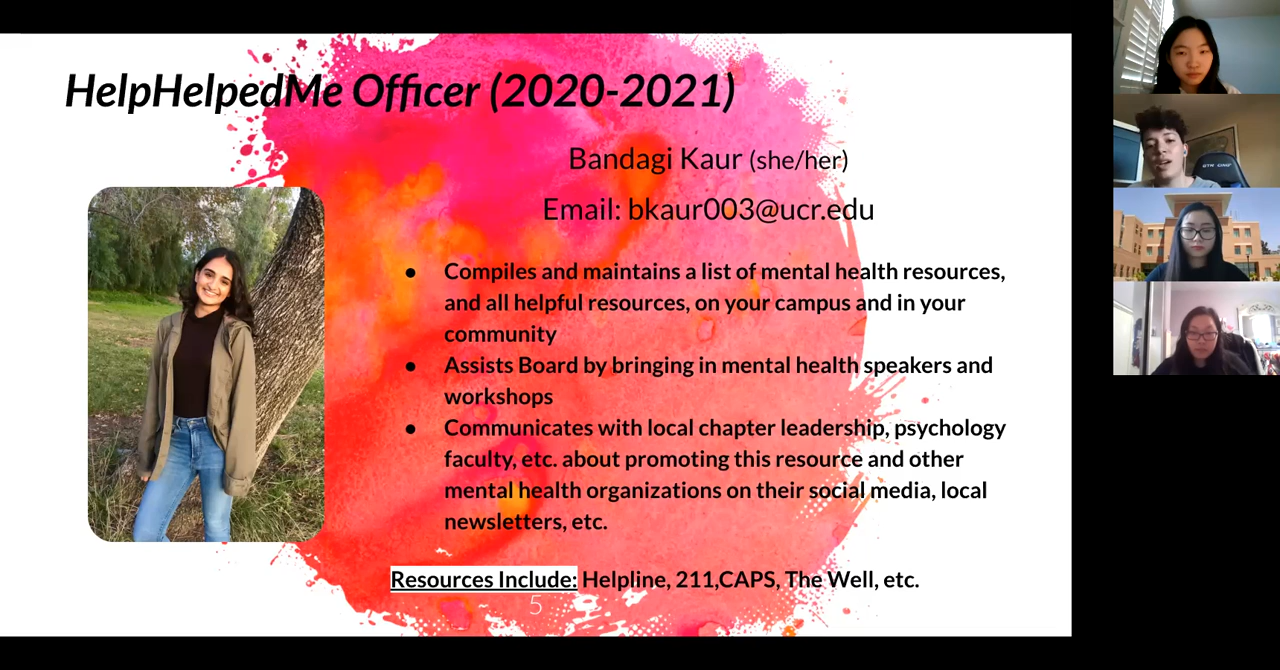 HelpHelpedMe Officer (2020-2021)
Bandagi Kaur (she/her)
Email: bkaur003@ucr.edu
● Compiles and maintains a list of mental health resources,
and all helpful resources, on your campus and in your
community
● Assists Board by bringing in mental health speakers and
workshops
● Communicates with local chapter leadership, psychology
faculty, etc. about promoting this resource and other
mental health organizations on their social media, local
newsletters, etc.
Resources Include: Helpline, 211,CAPS, The Well, etc.
5